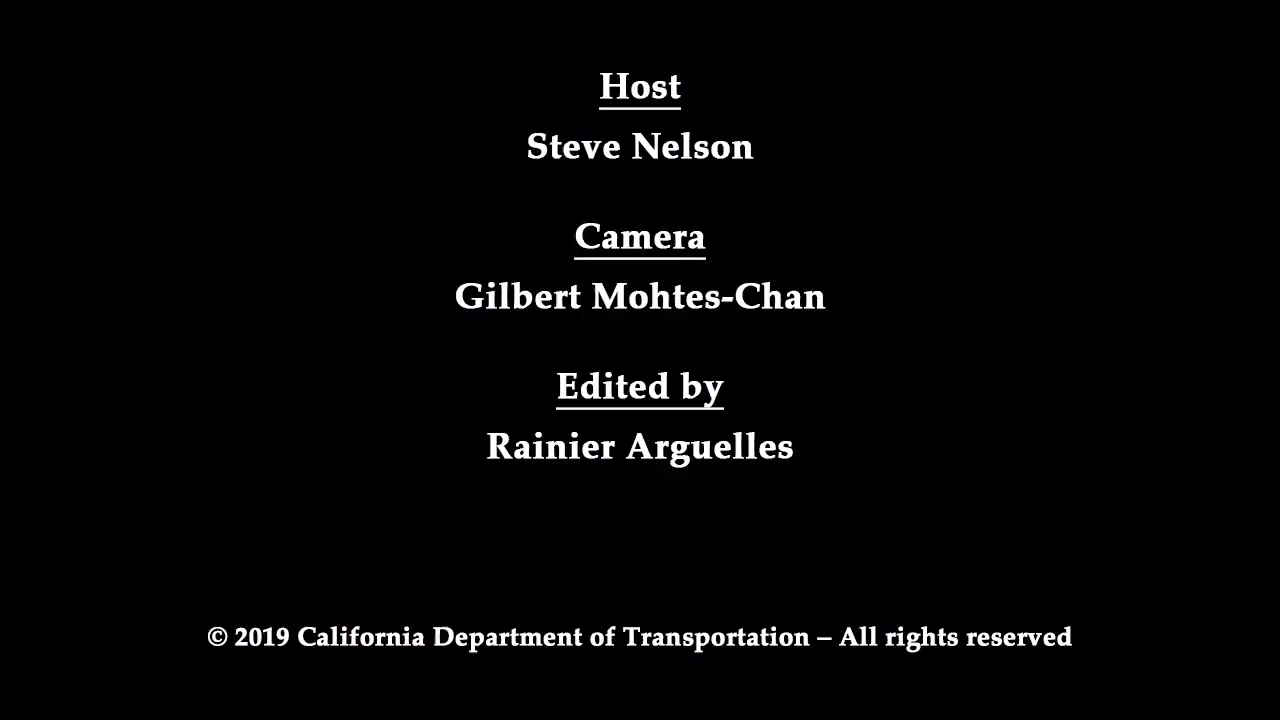 Host
Steve Nelson
Camera
Gilbert Mohtes-Chan
Edited by
Rainier Arguelles
© 2019 California Department of Transportation – All rights reserved